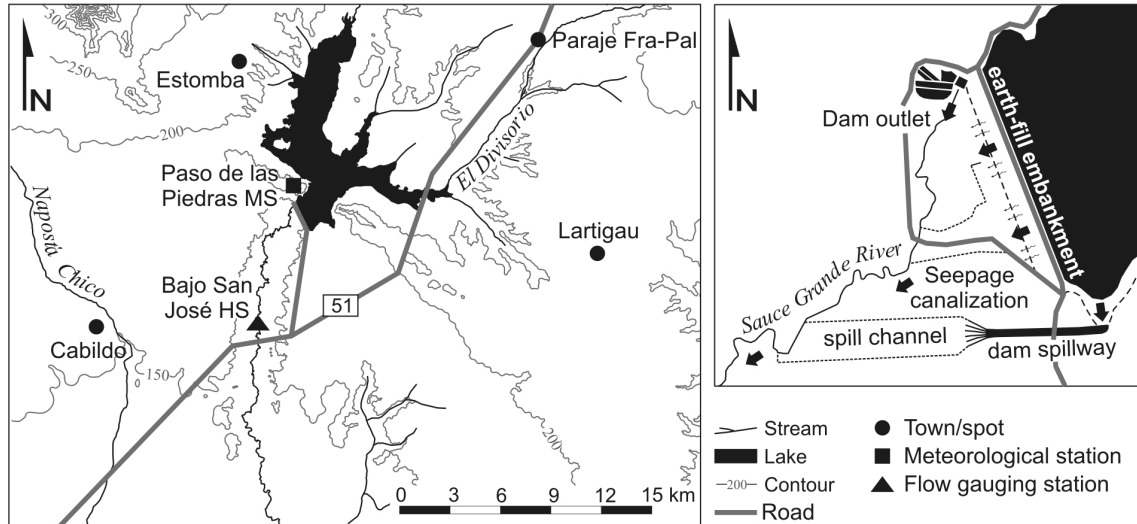 300
250
N
Estomba
Paraje Fra-Pal
200
El Divisorio
Paso de las
Piedras MS
Napostá Chico
Lartigau
Bajo San
José HS
51
Cabildo
150
200
0 3 6 9 12 15 km
N
Dam outlet
earth-fill embankment
Sauce Grande River
Seepage
canalization
spill channel
dam spillway
Stream
Lake
200 Contour
Road
Town/spot
Meteorological station
Flow gauging station